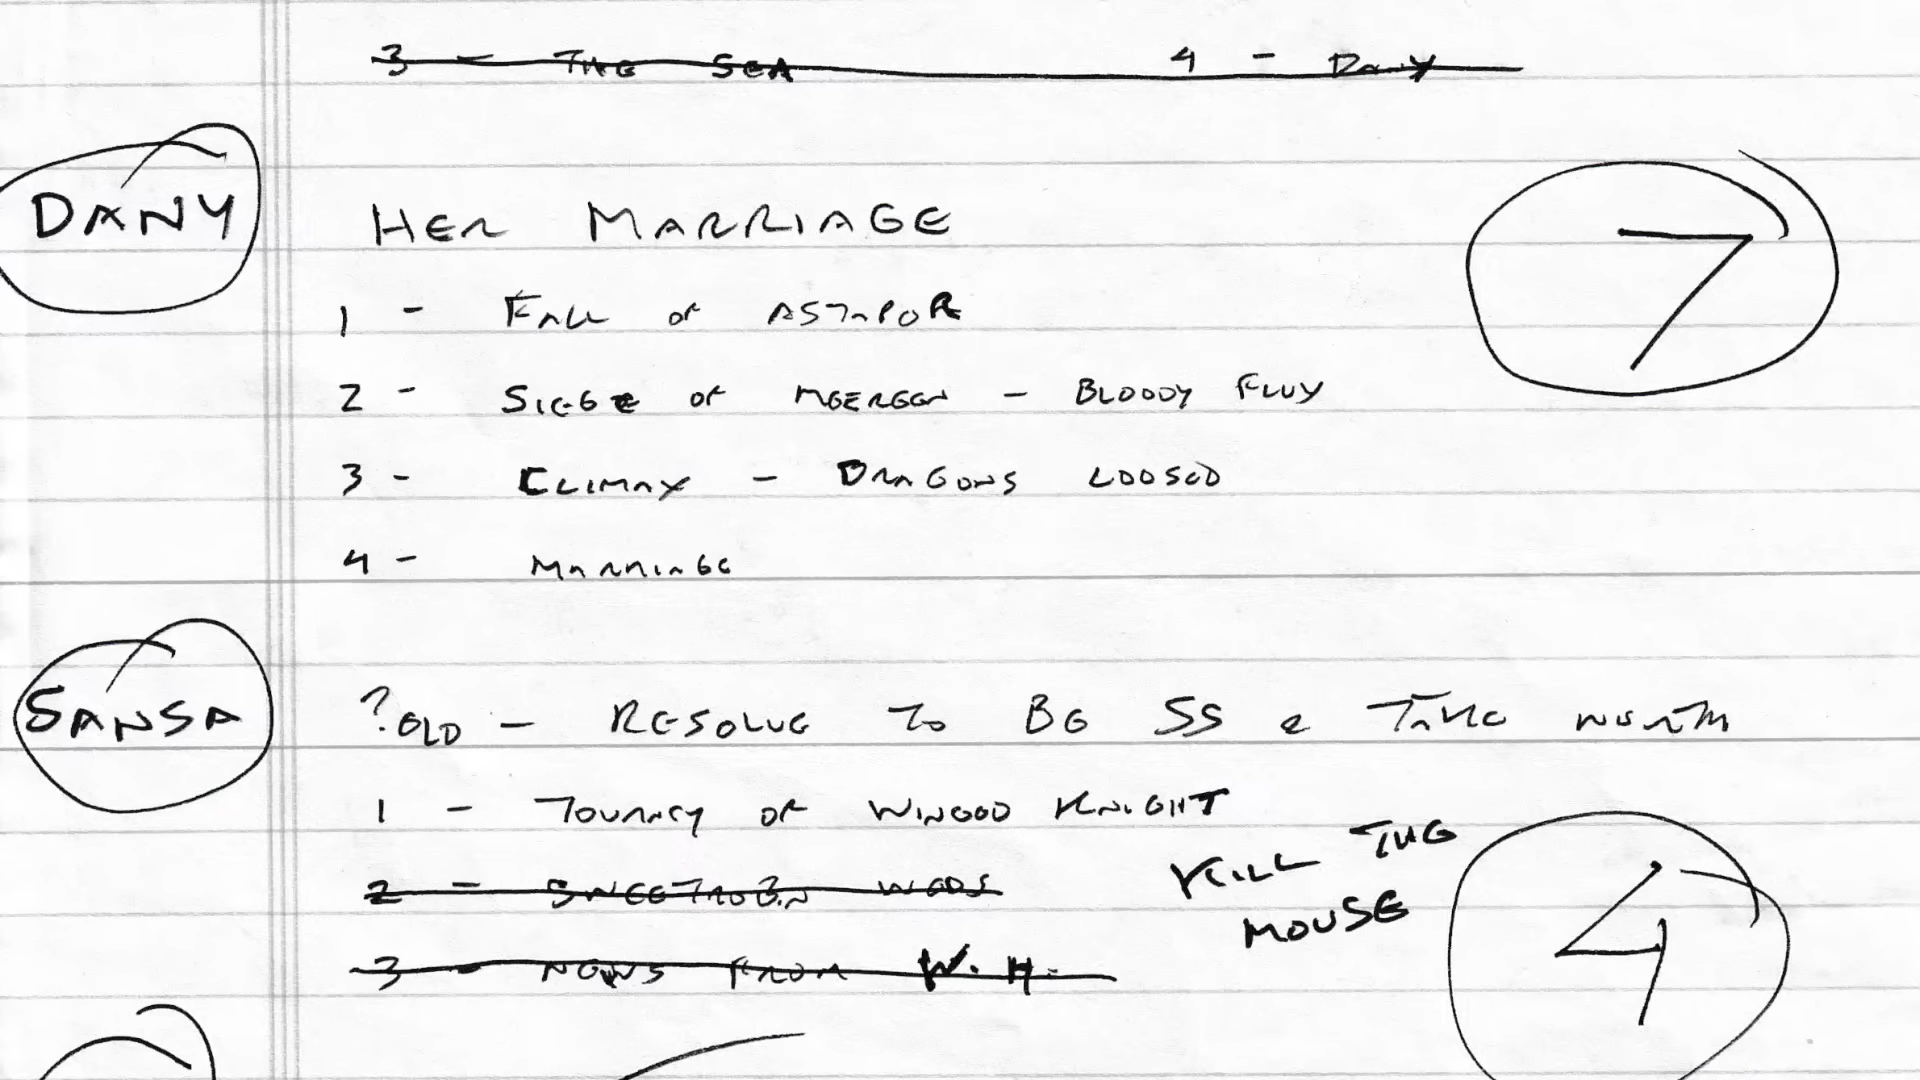 3 - THE SEA 4 - DANY
DANY HER MARRIAGE 7
1 - FALL OF ASTAPOR
2 - SIEGE OF MEEREEN - BLOODY FLUX
3 - CLIMAX - DRAGONS LOOSED
4 - MARRIAGE
SANSA ? OLD - RESOLVE TO BE SS & TAKE NORTH
1 - TOURNEY OF WINGED KNIGHT
KILL THE
2 - SWEETROBIN WEDS 4
MOUSE
3 - NEWS FROM W. H.